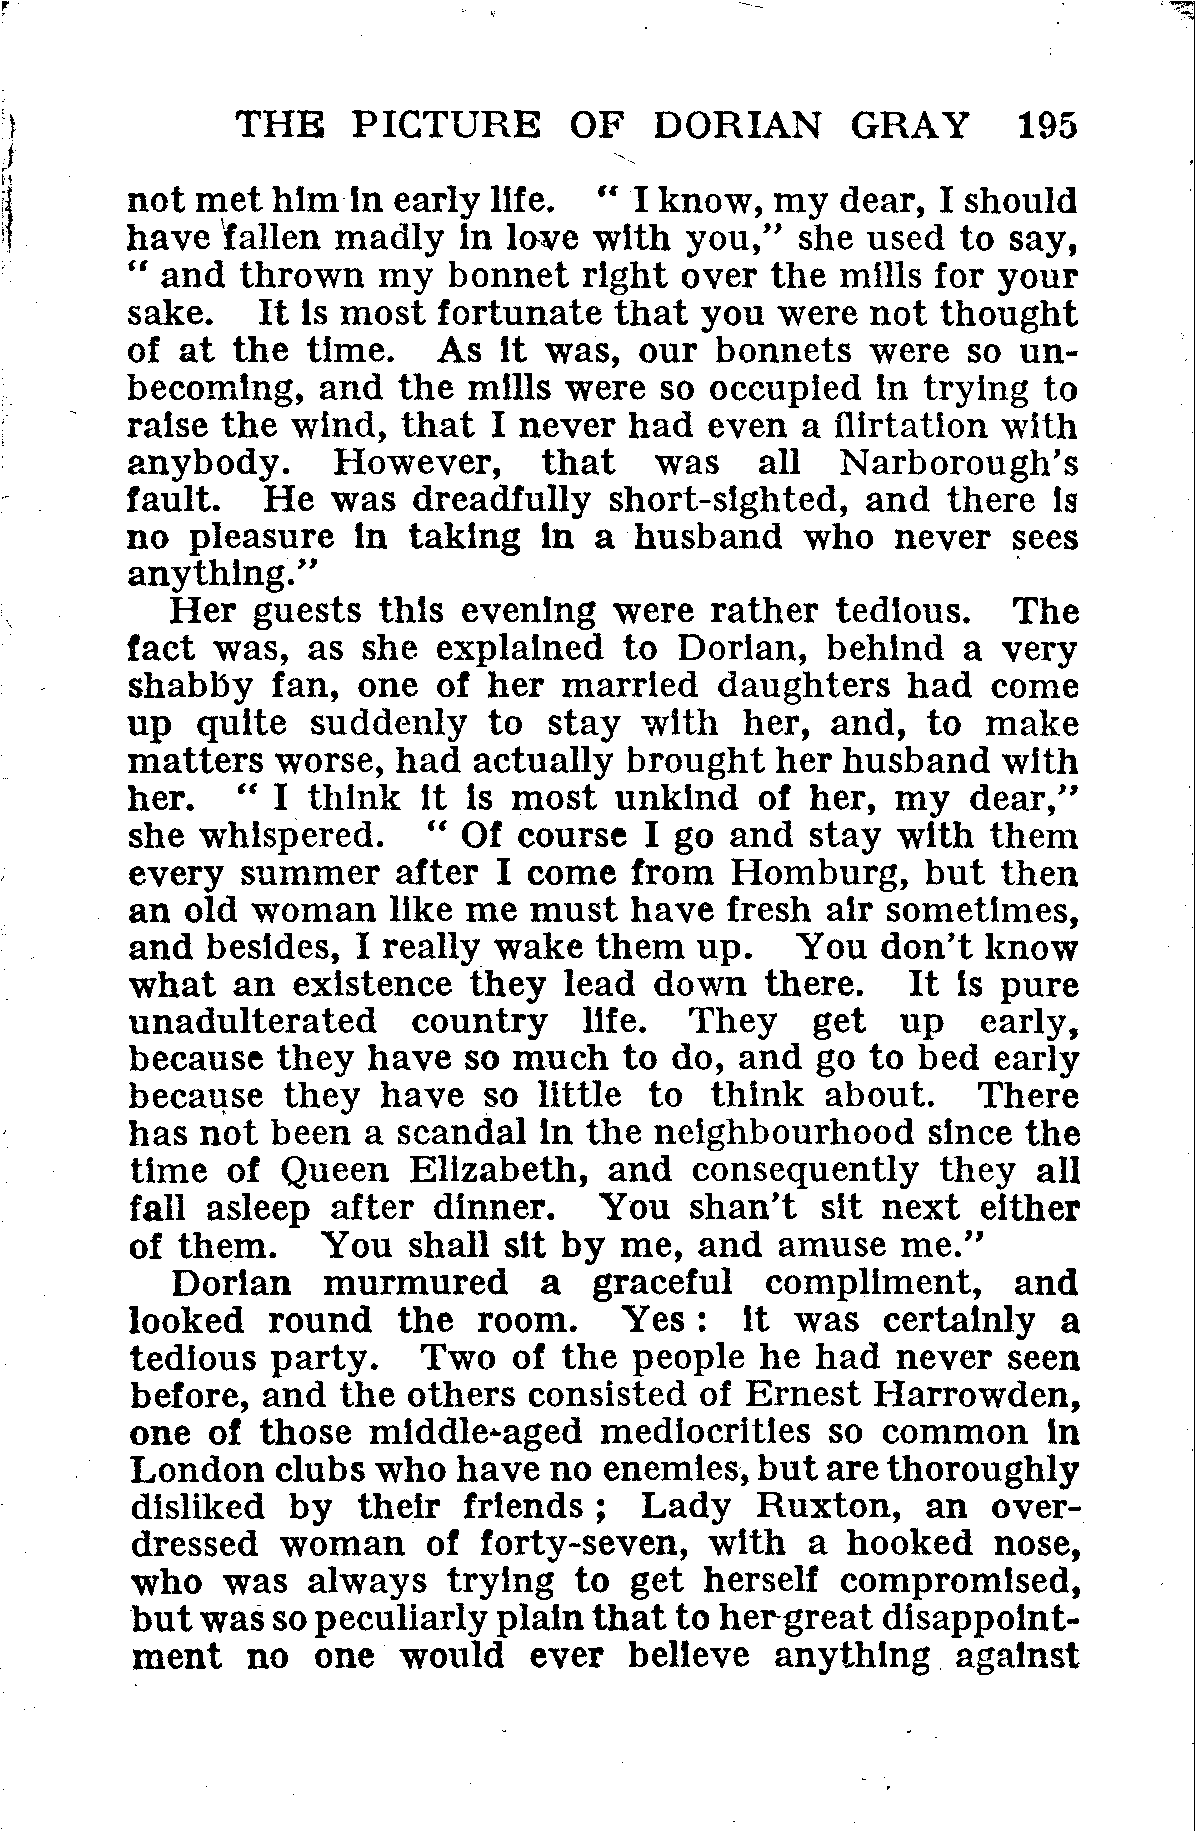 THE PICTURE OF DORIAN GRAY 195
not met him in early life. “ I know, my dear, I should
have fallen madly in love with you,” she used to say,
“ and thrown my bonnet right over the mills for your
sake. It is most fortunate that you were not thought
of at the time. As it was, our bonnets were so un-
becoming, and the mills were so occupied in trying to
raise the wind, that I never had even a flirtation with
anybody. However, that was all Narborough’s
fault. He was dreadfully short-sighted, and there is
no pleasure in taking in a husband who never sees
anything.”
Her guests this evening were rather tedious. The
fact was, as she explained to Dorian, behind a very
shabby fan, one of her married daughters had come
up quite suddenly to stay with her, and, to make
matters worse, had actually brought her husband with
her. “ I think it is most unkind of her, my dear,”
she whispered. “ Of course I go and stay with them
every summer after I come from Homburg, but then
an old woman like me must have fresh air sometimes,
and besides, I really wake them up. You don’t know
what an existence they lead down there. It is pure
unadulterated country life. They get up early,
because they have so much to do, and go to bed early
because they have so little to think about. There
has not been a scandal in the neighbourhood since the
time of Queen Elizabeth, and consequently they all
fall asleep after dinner. You shan’t sit next either
of them. You shall sit by me, and amuse me.”
Dorian murmured a graceful compliment, and
looked round the room. Yes : it was certainly a
tedious party. Two of the people he had never seen
before, and the others consisted of Ernest Harrowden,
one of those middle-aged mediocrities so common in
London clubs who have no enemies, but are thoroughly
disliked by their friends ; Lady Ruxton, an over-
dressed woman of forty-seven, with a hooked nose,
who was always trying to get herself compromised,
but was so peculiarly plain that to her great disappoint-
ment no one would ever believe anything against